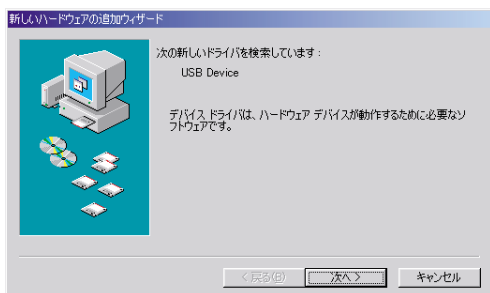 新しいハードウェアの追加ウィザード
次の新しいドライバを検索しています：
USB Device
デバイス ドライバは、ハードウェア デバイスが動作するために必要なソ
フトウェアです。
< 戻る(B)
次へ >
キャンセル